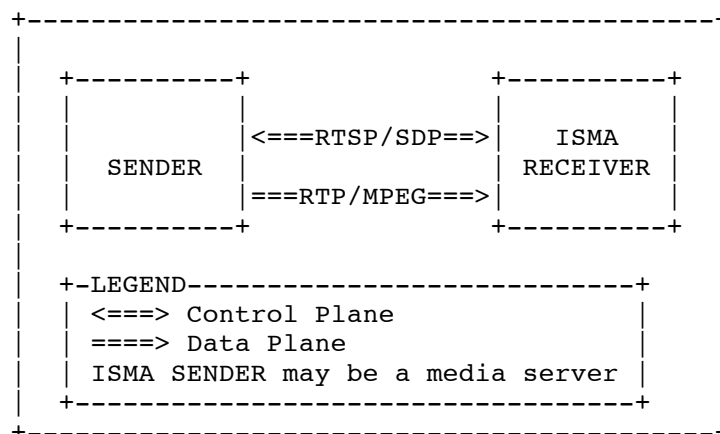 <===RTSP/SDP==> ISMA
SENDER RECEIVER
===RTP/MPEG===>
LEGEND
<===> Control Plane
====> Data Plane
ISMA SENDER may be a media server